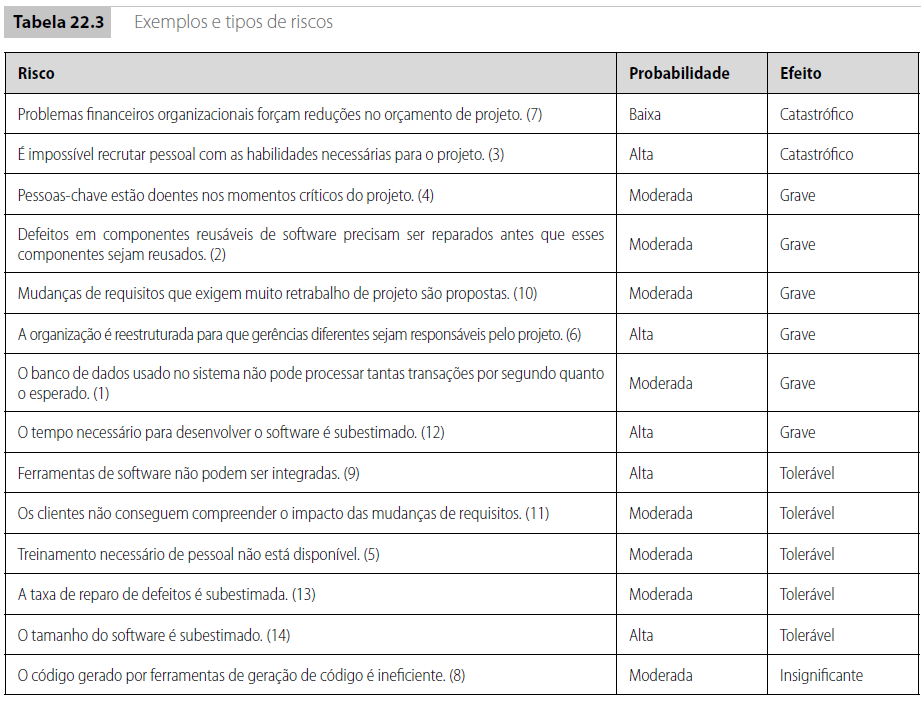 Tabela 22.3 Exemplos e tipos de riscos
Risco Probabilidade Efeito
Problemas financeiros organizacionais forçam reduções no orçamento de projeto. (7) Baixa Catastrófico
É impossível recrutar pessoal com as habilidades necessárias para o projeto. (3) Alta Catastrófico
Pessoas-chave estão doentes nos momentos críticos do projeto. (4) Moderada Grave
Defeitos em componentes reusáveis de software precisam ser reparados antes que esses
componentes sejam reusados. (2) Moderada Grave
Mudanças de requisitos que exigem muito retrabalho de projeto são propostas. (10) Moderada Grave
A organização é reestruturada para que gerências diferentes sejam responsáveis pelo projeto. (6) Alta Grave
O banco de dados usado no sistema não pode processar tantas transações por segundo quanto
o esperado. (1) Moderada Grave
O tempo necessário para desenvolver o software é subestimado. (12) Alta Grave
Ferramentas de software não podem ser integradas. (9) Alta Tolerável
Os clientes não conseguem compreender o impacto das mudanças de requisitos. (11) Moderada Tolerável
Treinamento necessário de pessoal não está disponível. (5) Moderada Tolerável
A taxa de reparo de defeitos é subestimada. (13) Moderada Tolerável
O tamanho do software é subestimado. (14) Alta Tolerável
O código gerado por ferramentas de geração de código é ineficiente. (8) Moderada Insignificante